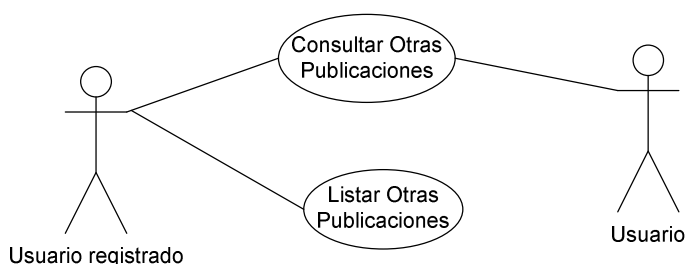 Consultar Otras
Publicaciones
Listar Otras
Publicaciones
Usuario registrado
Usuario